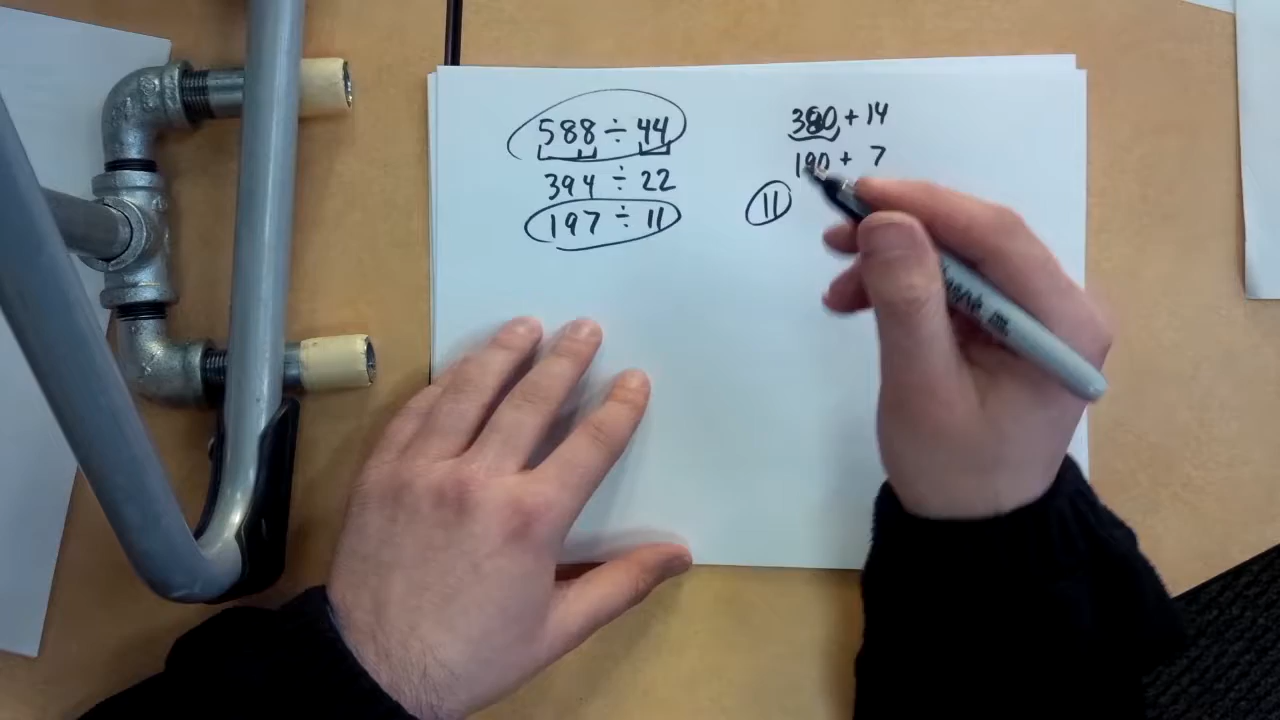 588 ÷ 44
394 ÷ 22
197 ÷ 11
380 + 14
190 + 7
11